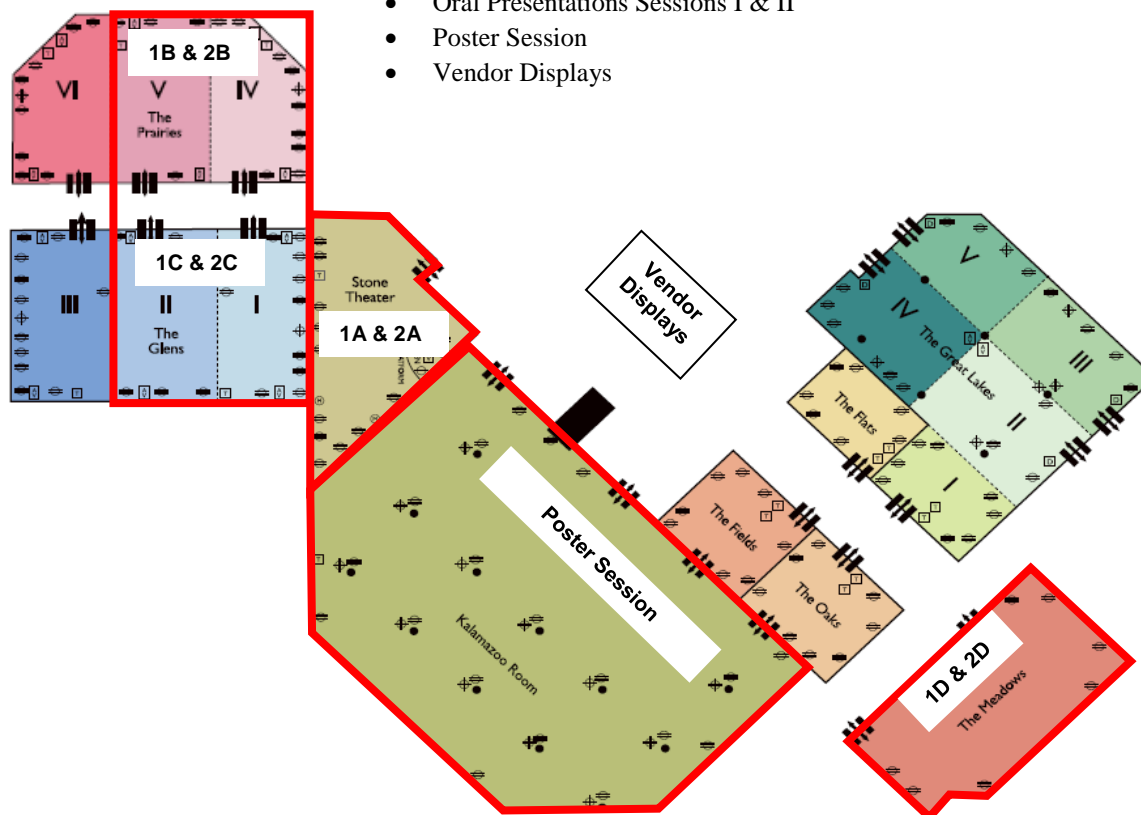 • Oral Presentations Sessions I & II
• Poster Session
• Vendor Displays
1B & 2B
VI
V
IV
The
Prairies
1C & 2C
III
II
I
The
Glens
Stone
Theater
1A & 2A
Vendor
Displays
V
IV
The Great Lakes
III
II
I
The Flats
Poster Session
Kalamazoo Room
The Fields
The Oaks
1D & 2D
The Meadows